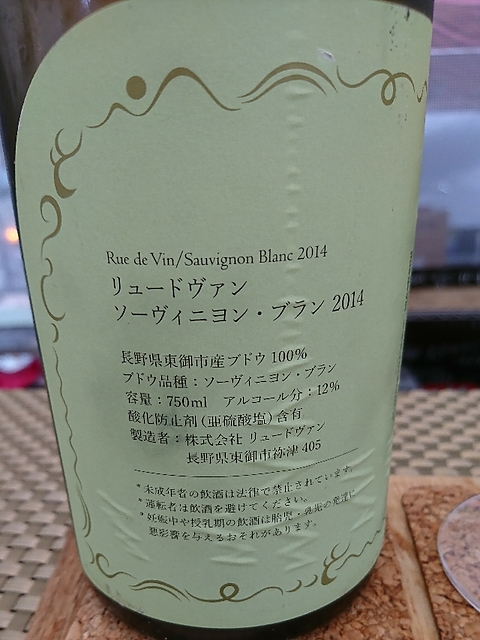 Rue de Vin/Sauvignon Blanc 2014
リュードヴァン
ソーヴィニヨン・ブラン 2014
長野県東御市産ブドウ 100%
ブドウ品種：ソーヴィニヨン・ブラン
容量：750ml アルコール分：12%
酸化防止剤(亜硫酸塩)含有
製造者：株式会社 リュードヴァン
長野県東御市祢津 405
*未成年者の飲酒は法律で禁止されています。
*運転者は飲酒を避けてください。
*妊娠中や授乳期の飲酒は胎児・乳児の発達に
悪影響を与えるおそれがあります。